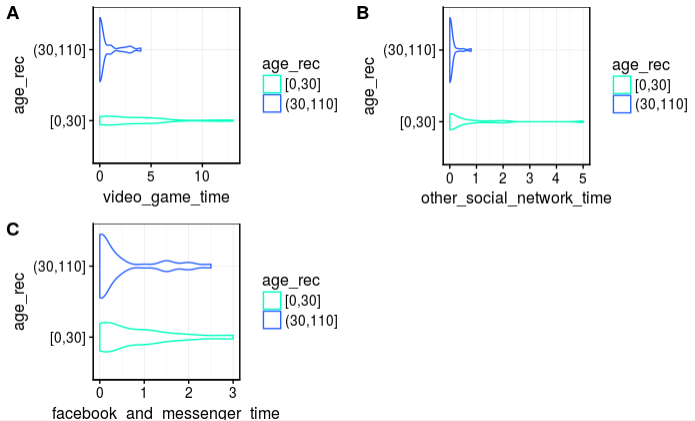 A
age_rec
(30,110]
[0,30]
0 5 10
video_game_time
age_rec
[0,30]
(30,110]
B
age_rec
(30,110]
[0,30]
0 1 2 3 4 5
other_social_network_time
age_rec
[0,30]
(30,110]
C
age_rec
(30,110]
[0,30]
0 1 2 3
facebook_and_messenger_time
age_rec
[0,30]
(30,110]